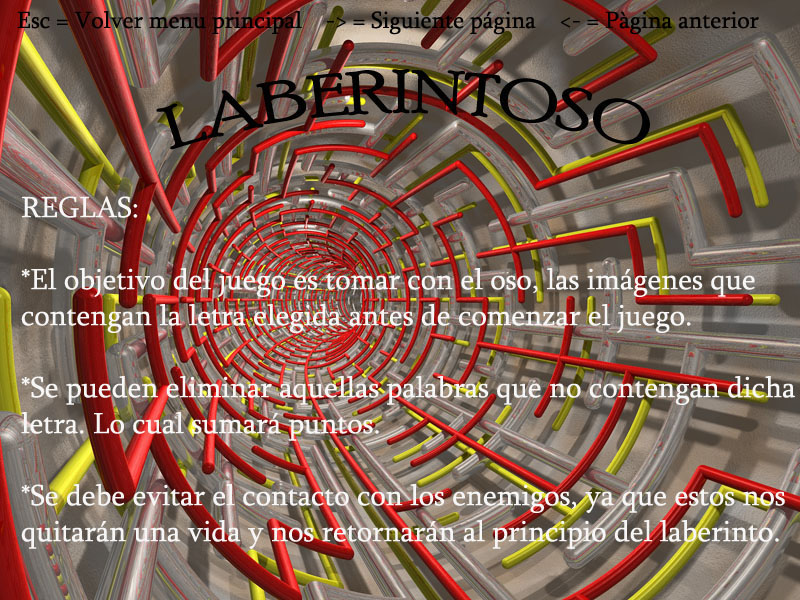 Esc = Volver menu principal -> = Siguiente página <- = Pàgina anterior
LABERINTOSO
REGLAS:
*El objetivo del juego es tomar con el oso, las imágenes que
contengan la letra elegida antes de comenzar el juego.
*Se pueden eliminar aquellas palabras que no contengan dicha
letra. Lo cual sumará puntos.
*Se debe evitar el contacto con los enemigos, ya que estos nos
quitarán una vida y nos retornarán al principio del laberinto.